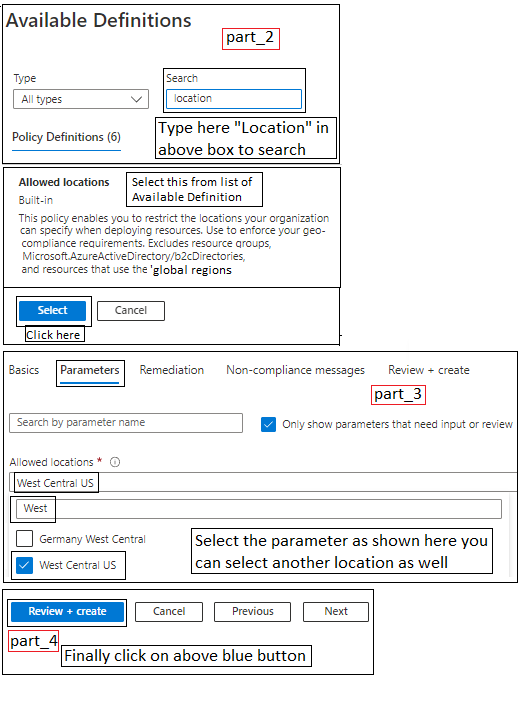 Available Definitions
part_2
Type
Search
All types
location
Policy Definitions (6)
Type here "Location" in
above box to search
Allowed locations
Select this from list of
Available Definition
Built-in
This policy enables you to restrict the locations your organization
can specify when deploying resources. Use to enforce your geo-
compliance requirements. Excludes resource groups,
Microsoft.AzureActiveDirectory/b2cDirectories,
and resources that use the 'global regions
Select
Cancel
Click here
Basics Parameters Remediation Non-compliance messages Review + create
part_3
Search by parameter name
Only show parameters that need input or review
Allowed locations *
West Central US
West
Germany West Central
West Central US
Select the parameter as shown here you
can select another location as well
Review + create Cancel Previous Next
part_4
Finally click on above blue button